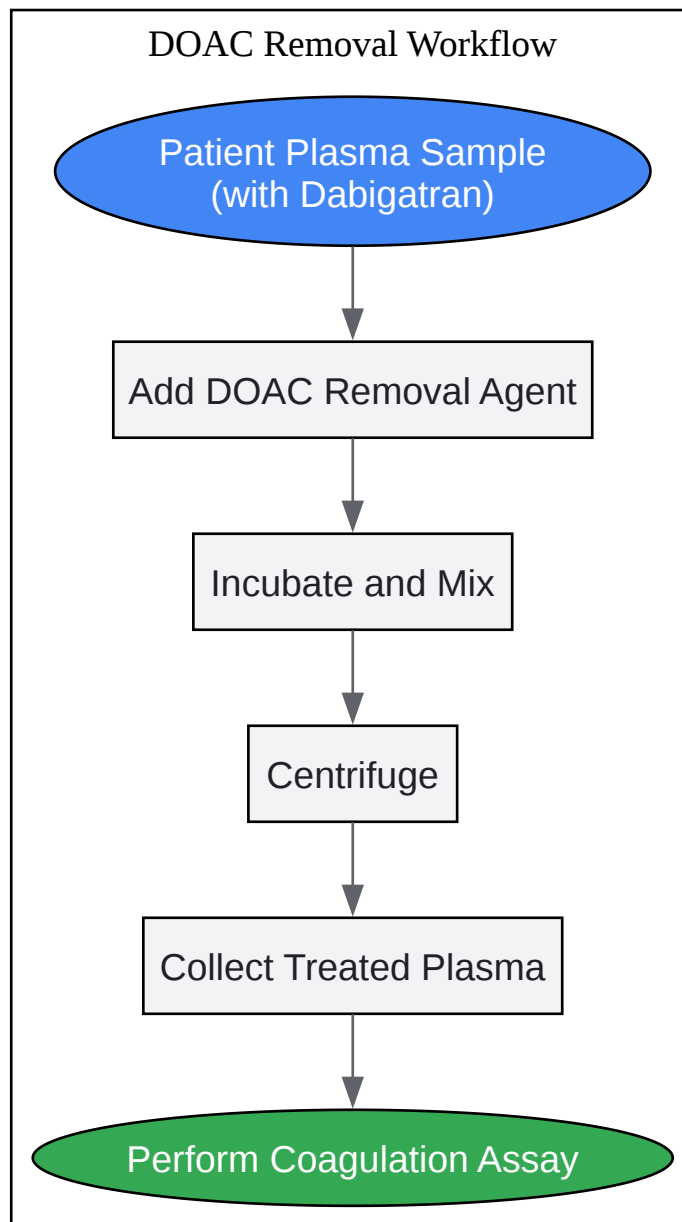 DOAC Removal Workflow
Patient Plasma Sample
(with Dabigatran)
Add DOAC Removal Agent
Incubate and Mix
Centrifuge
Collect Treated Plasma
Perform Coagulation Assay